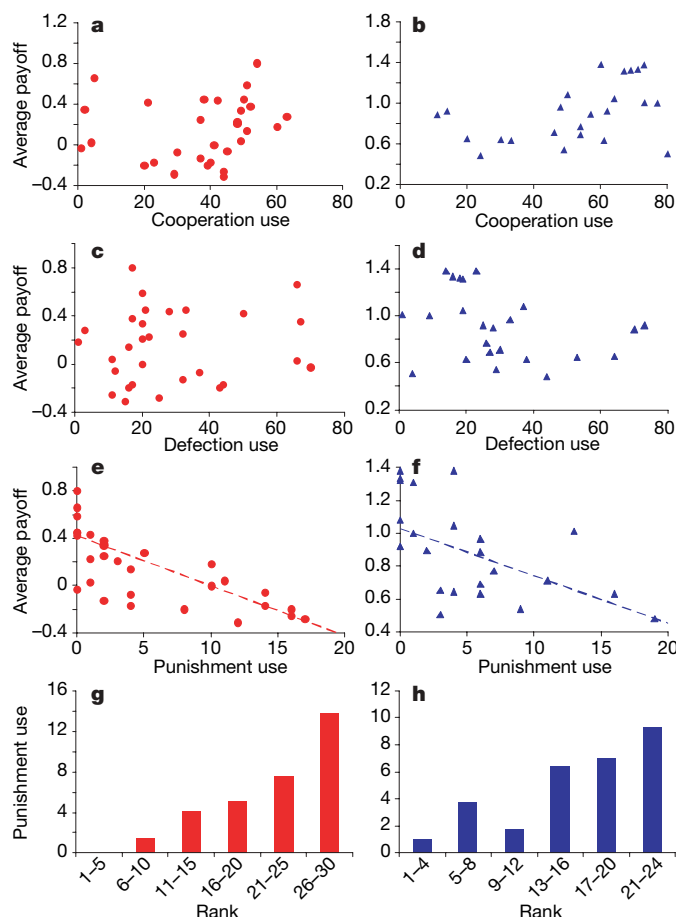 a
b
1.2
0.8
0.4
0
–0.4
Average payoff
0 20 40 60 80
Cooperation use
1.8
1.4
1.0
0.6
0.2
0 20 40 60 80
Cooperation use
c
d
0.8
0.4
0
–0.4
Average payoff
0 20 40 60 80
Defection use
1.4
1.0
0.6
0.2
0 20 40 60 80
Defection use
e
f
0.8
0.4
0
–0.4
Average payoff
0 5 10 15 20
Punishment use
1.4
1.2
1.0
0.8
0.6
0.4
0 5 10 15 20
Punishment use
g
h
16
12
8
4
0
Punishment use
1–5 6–10 11–15 16–20 21–25 26–30
Rank
12
10
8
6
4
2
0
1–4 5–8 9–12 13–16 17–20 21–24
Rank